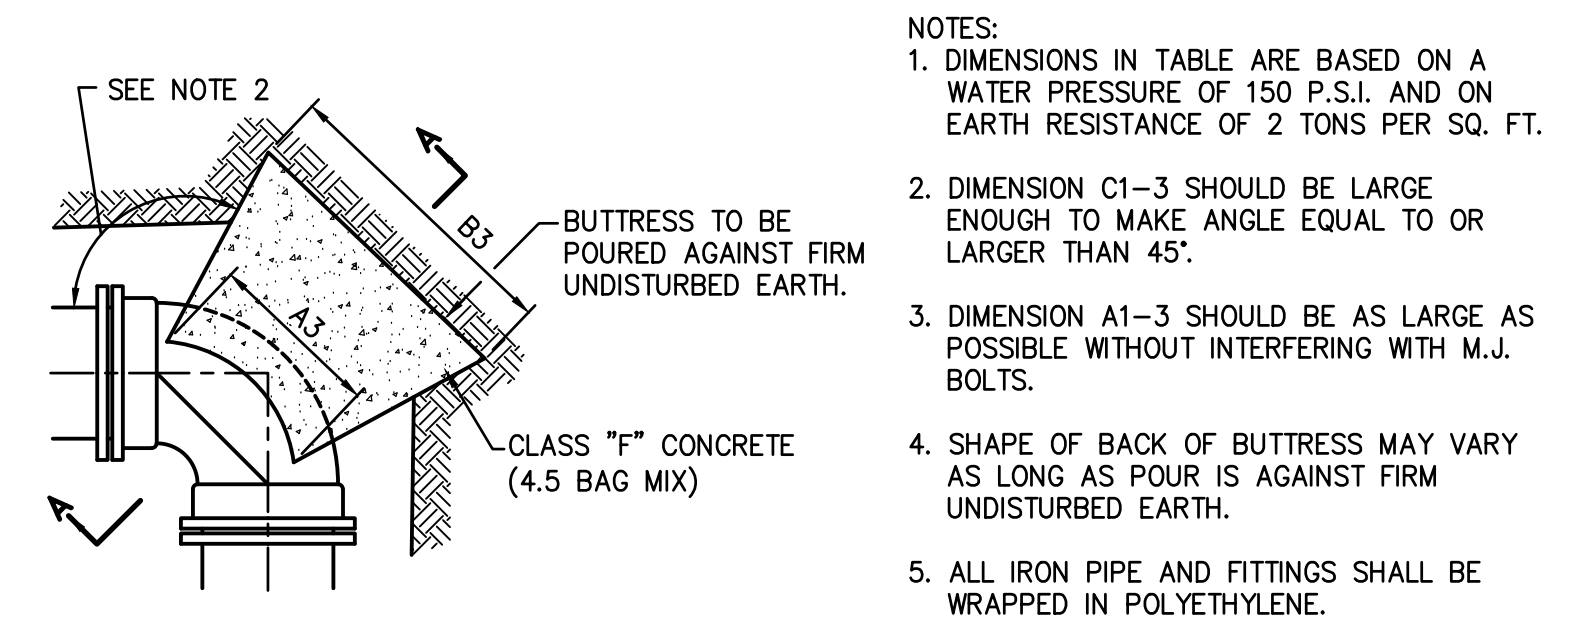 SEE NOTE 2
A
B3
BUTTRESS TO BE
POURED AGAINST FIRM
UNDISTURBED EARTH.
A3
CLASS "F" CONCRETE
(4.5 BAG MIX)
A
NOTES:
1. DIMENSIONS IN TABLE ARE BASED ON A
WATER PRESSURE OF 150 P.S.I. AND ON
EARTH RESISTANCE OF 2 TONS PER SQ. FT.
2. DIMENSION C1-3 SHOULD BE LARGE
ENOUGH TO MAKE ANGLE EQUAL TO OR
LARGER THAN 45°.
3. DIMENSION A1-3 SHOULD BE AS LARGE AS
POSSIBLE WITHOUT INTERFERING WITH M.J.
BOLTS.
4. SHAPE OF BACK OF BUTTRESS MAY VARY
AS LONG AS POUR IS AGAINST FIRM
UNDISTURBED EARTH.
5. ALL IRON PIPE AND FITTINGS SHALL BE
WRAPPED IN POLYETHYLENE.